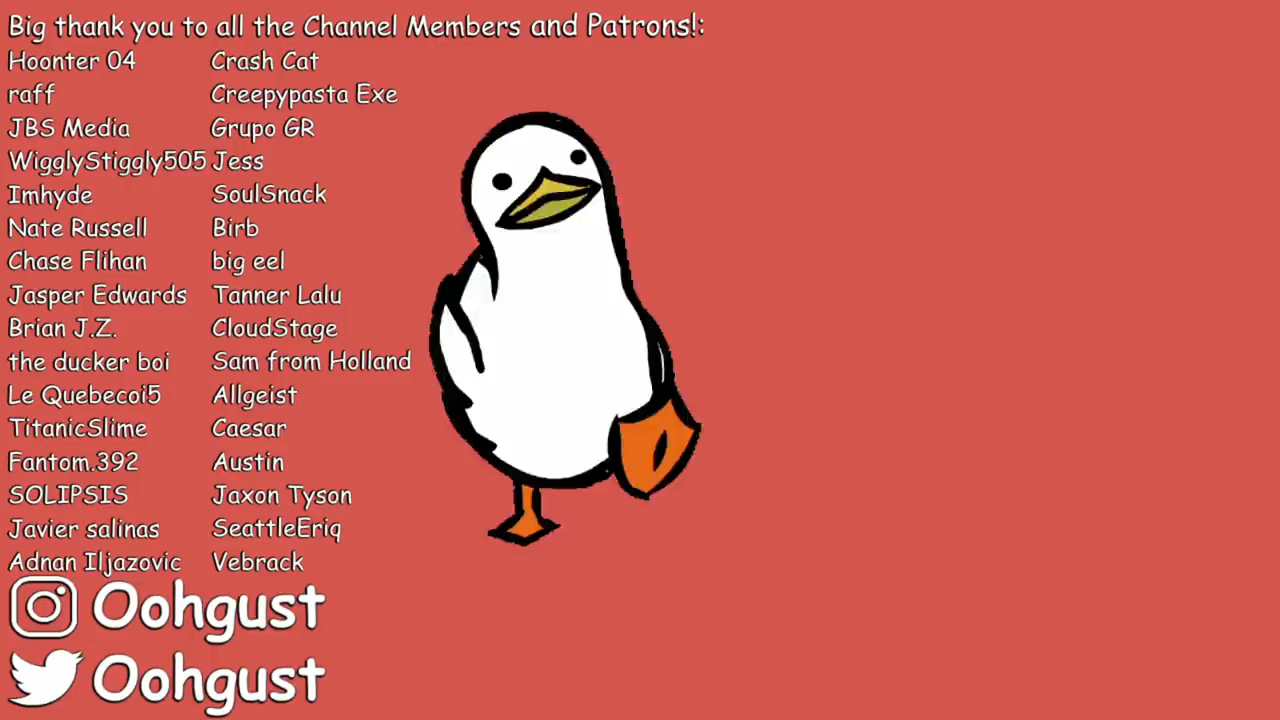 Big thank you to all the Channel Members and Patrons!:
Hoonter 04
raff
JBS Media
WigglyStiggly505
Imhyde
Nate Russell
Chase Flihan
Jasper Edwards
Brian J.Z.
the ducker boi
Le Quebecoi5
TitanicSlime
Fantom.392
SOLIPSIS
Javier salinas
Adnan Iljazovic
Crash Cat
Creepypasta Exe
Grupo GR
Jess
SoulSnack
Birb
big eel
Tanner Lalu
CloudStage
Sam from Holland
Allgeist
Caesar
Austin
Jaxon Tyson
SeattleEriq
Vebrack
Oohgust
Oohgust